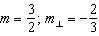 m = 3/2; m⊥ = −2/3